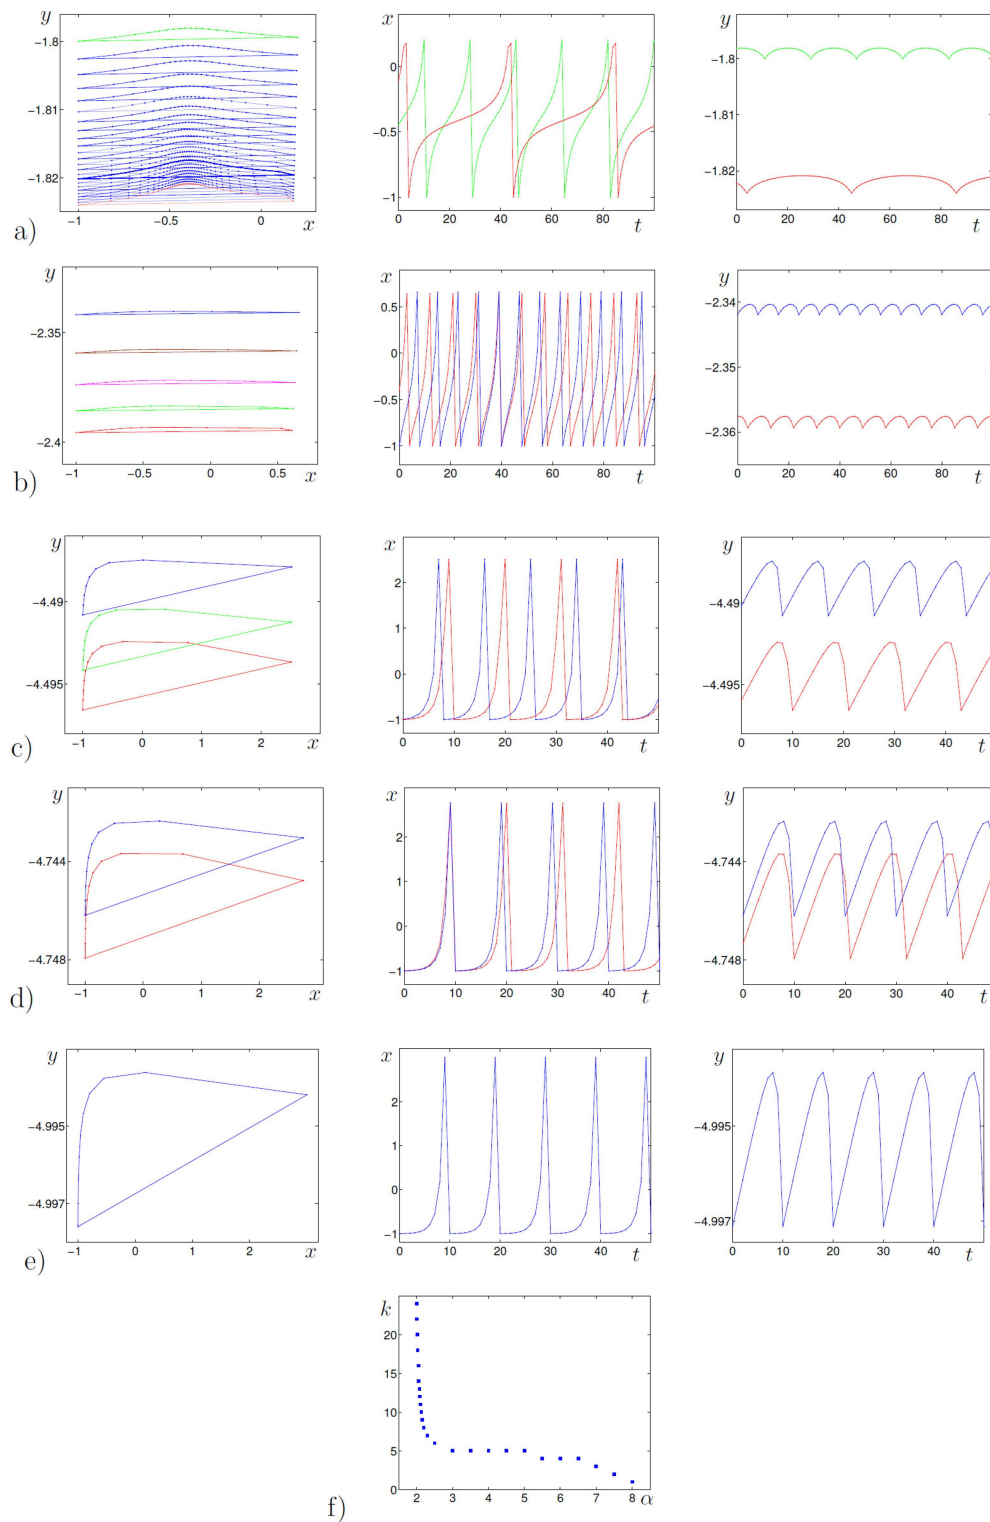 y
−1.8
−1.81
−1.82
−1
−0.5
0
x
a)
x
0
−0.5
−1
0 20 40 60 80 t
y
−1.8
−1.81
−1.82
0 20 40 60 80 t
y
−2.35
−2.4
−1 −0.5 0 0.5 x
b)
x
0.5
0
−0.5
−1
0 20 40 60 80 t
y
−2.34
−2.35
−2.36
0 20 40 60 80 t
y
−4.49
−4.495
−1 0 1 2 x
c)
x
2
1
0
−1
0 10 20 30 40 t
y
−4.49
−4.495
0 10 20 30 40 t
y
−4.744
−4.748
−1 0 1 2 x
d)
x
2
1
0
−1
0 20 40 t
y
−4.744
−4.748
0 10 20 30 40 t
y
−4.995
−4.997
−1 0 1 2 x
e)
x
3
2
1
0
−1
0 10 20 30 40 t
y
−4.995
−4.997
0 10 20 30 40 t
k
20
15
10
5
0
2 3 4 5 6 7 8 α
f)